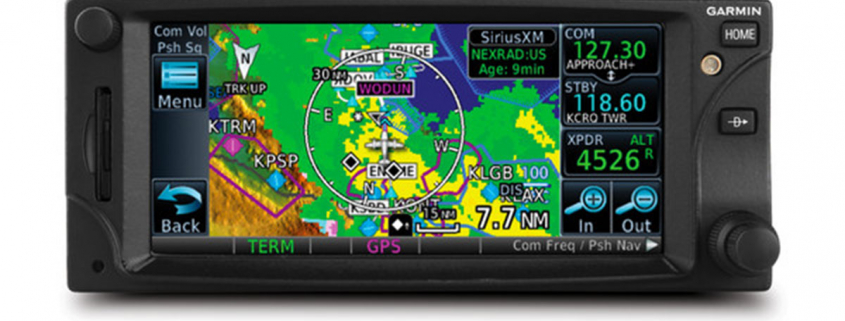 GARMIN
Com Vol
Psh Sq
Menu
Back
N
TRK UP
30 NM
S
E
W
N
WODUN
KTRM
KPSP
KLGB 100
DIS
7.7 NM
15 NM
SiriusXM
NEXRAD:US
Age: 9min
COM
127.30
APPROACH+
STBY
118.60
KCRQ TWR
XPDR ALT
4526 R
In
Out
TERM
GPS
Com Freq / Psh Nav
HOME
D